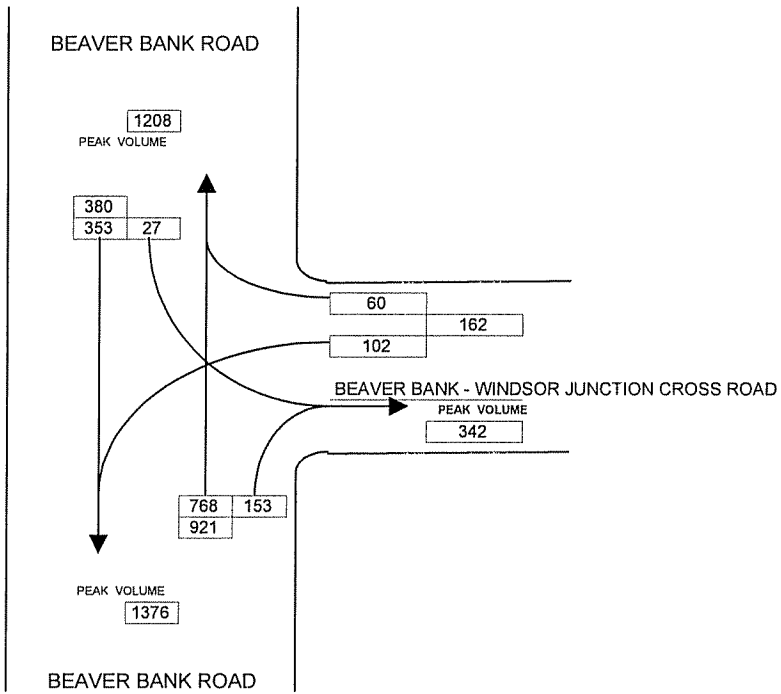 BEAVER BANK ROAD
1208
PEAK VOLUME
380
353 27
60
162
102
BEAVER BANK - WINDSOR JUNCTION CROSS ROAD
PEAK VOLUME
342
768 153
921
PEAK VOLUME
1376
BEAVER BANK ROAD